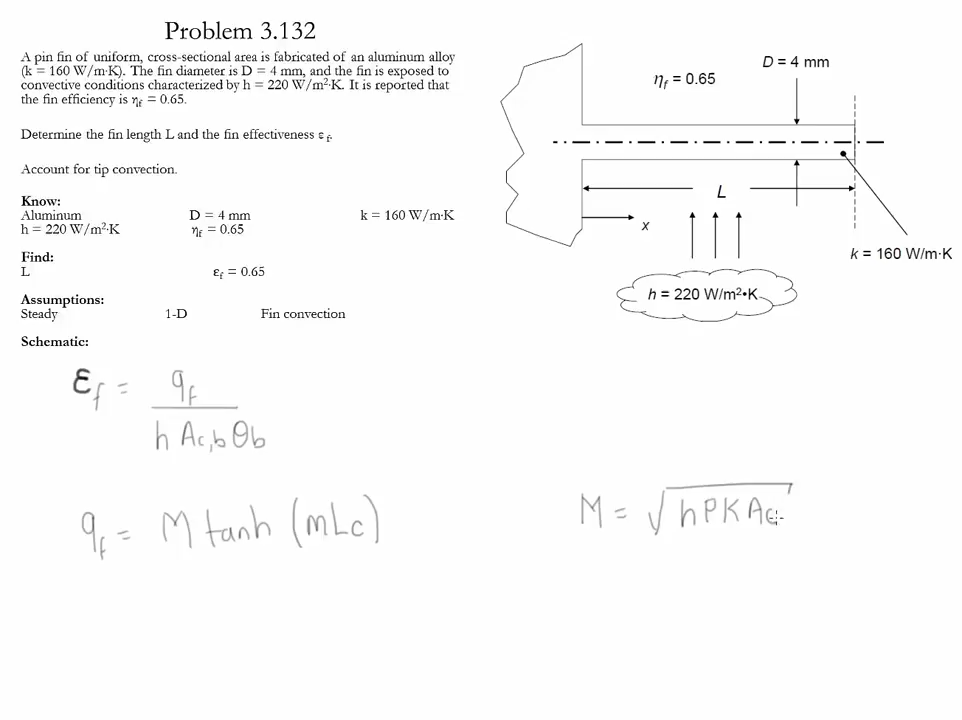 Problem 3.132
A pin fin of uniform, cross-sectional area is fabricated of an aluminum alloy
(k = 160 W/m·K). The fin diameter is D = 4 mm, and the fin is exposed to
convective conditions characterized by h = 220 W/m²·K. It is reported that
the fin efficiency is ηf = 0.65.
Determine the fin length L and the fin effectiveness εf.
Account for tip convection.
Know:
Aluminum D = 4 mm k = 160 W/m·K
h = 220 W/m²·K ηf = 0.65
Find:
L εf = 0.65
Assumptions:
Steady 1-D Fin convection
Schematic:
D = 4 mm
ηf = 0.65
L
x
k = 160 W/m·K
h = 220 W/m²•K
εf = qf / h Ac,b θb
qf = M tanh (mLc)
M = √hPKAc